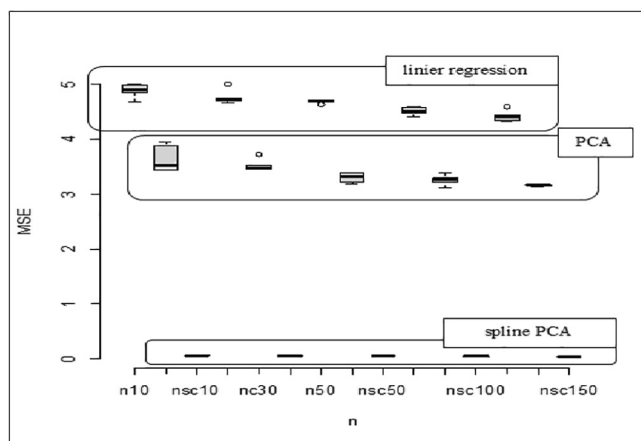 linier regression
PCA
spline PCA
MSE
5
4
3
2
1
0
n10
nsc10
nc30
n50
nsc50
nsc100
nsc150
n